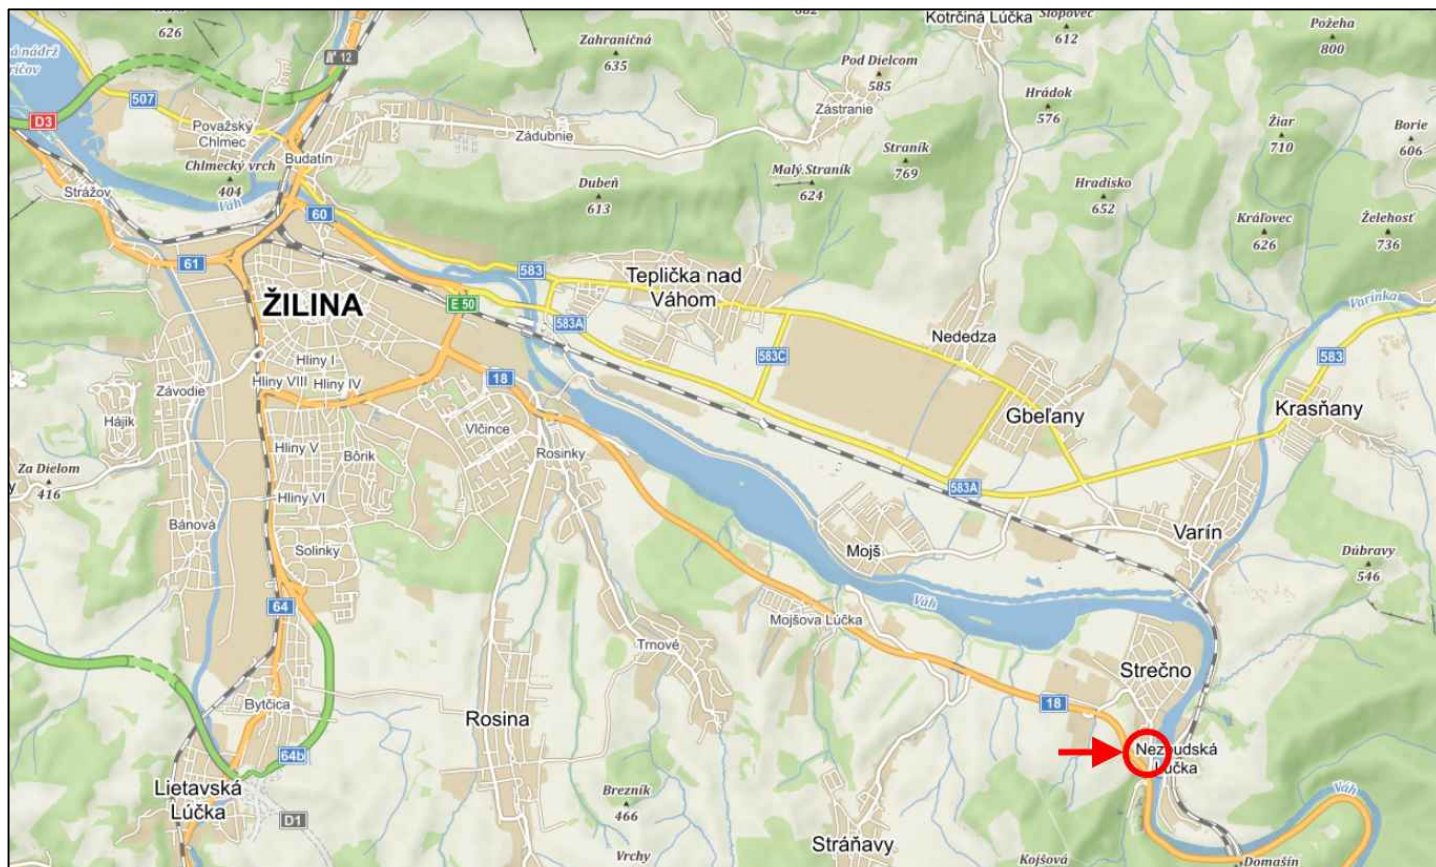 626
Zahraničná
635
Kotrčiná Lúčka
Slopovec
612
Požeha
800
12
Pod Dielcom
585
507
D3
Považský
Chlmec
Zádubnie
Zástranie
Hrádok
576
Žiar
710
Borie
606
Budatín
Chlmecký vrch
404
Strážov
Váh
Dubeň
613
Straník
769
Malý Straník
624
Hradisko
652
Kráľovec
626
Želehosť
736
60
61
583
Teplička nad
Váhom
ŽILINA
E 50
583A
583C
Varínka
Nededza
583
Hliny I
Závodie
Hliny VIII
Hliny IV
18
Hájik
Vlčince
Gbeľany
Krasňany
Hliny V
Bôrik
Rosinky
Za Dielom
416
Hliny VI
583A
Bánová
Solinky
Mojš
Varín
Dúbravy
546
64
Váh
Mojšova Lúčka
Trnové
Strečno
Bytčica
Rosina
18
64b
Nezbudská
Lúčka
Lietavská
Lúčka
D1
Brezník
466
Váh
Stráňavy
Vrchy
Kojšová
Domašín